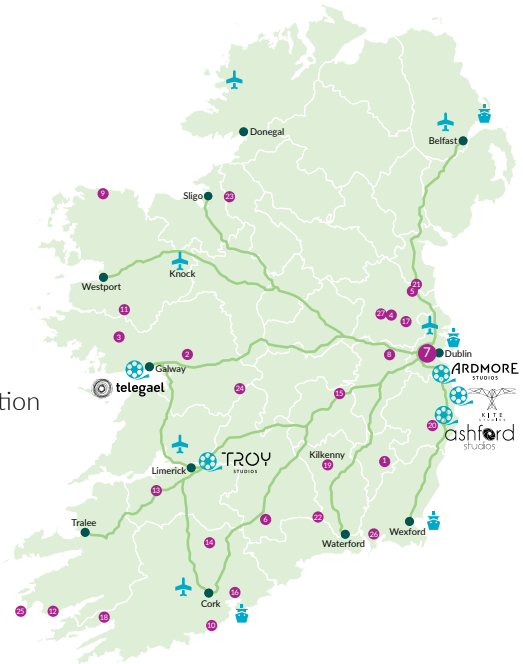 Donegal
Belfast
9
Sligo
23
Knock
Westport
21
5
11
27
4
17
3
2
8
7
Dublin
Galway
ARDMORE
STUDIOS
telegael
24
15
KITE
STUDIOS
tion
20
ashford
studios
Kilkenny
19
1
TROY
STUDIOS
Limerick
13
6
22
Tralee
Wexford
26
Waterford
14
16
Cork
25
12
18
10